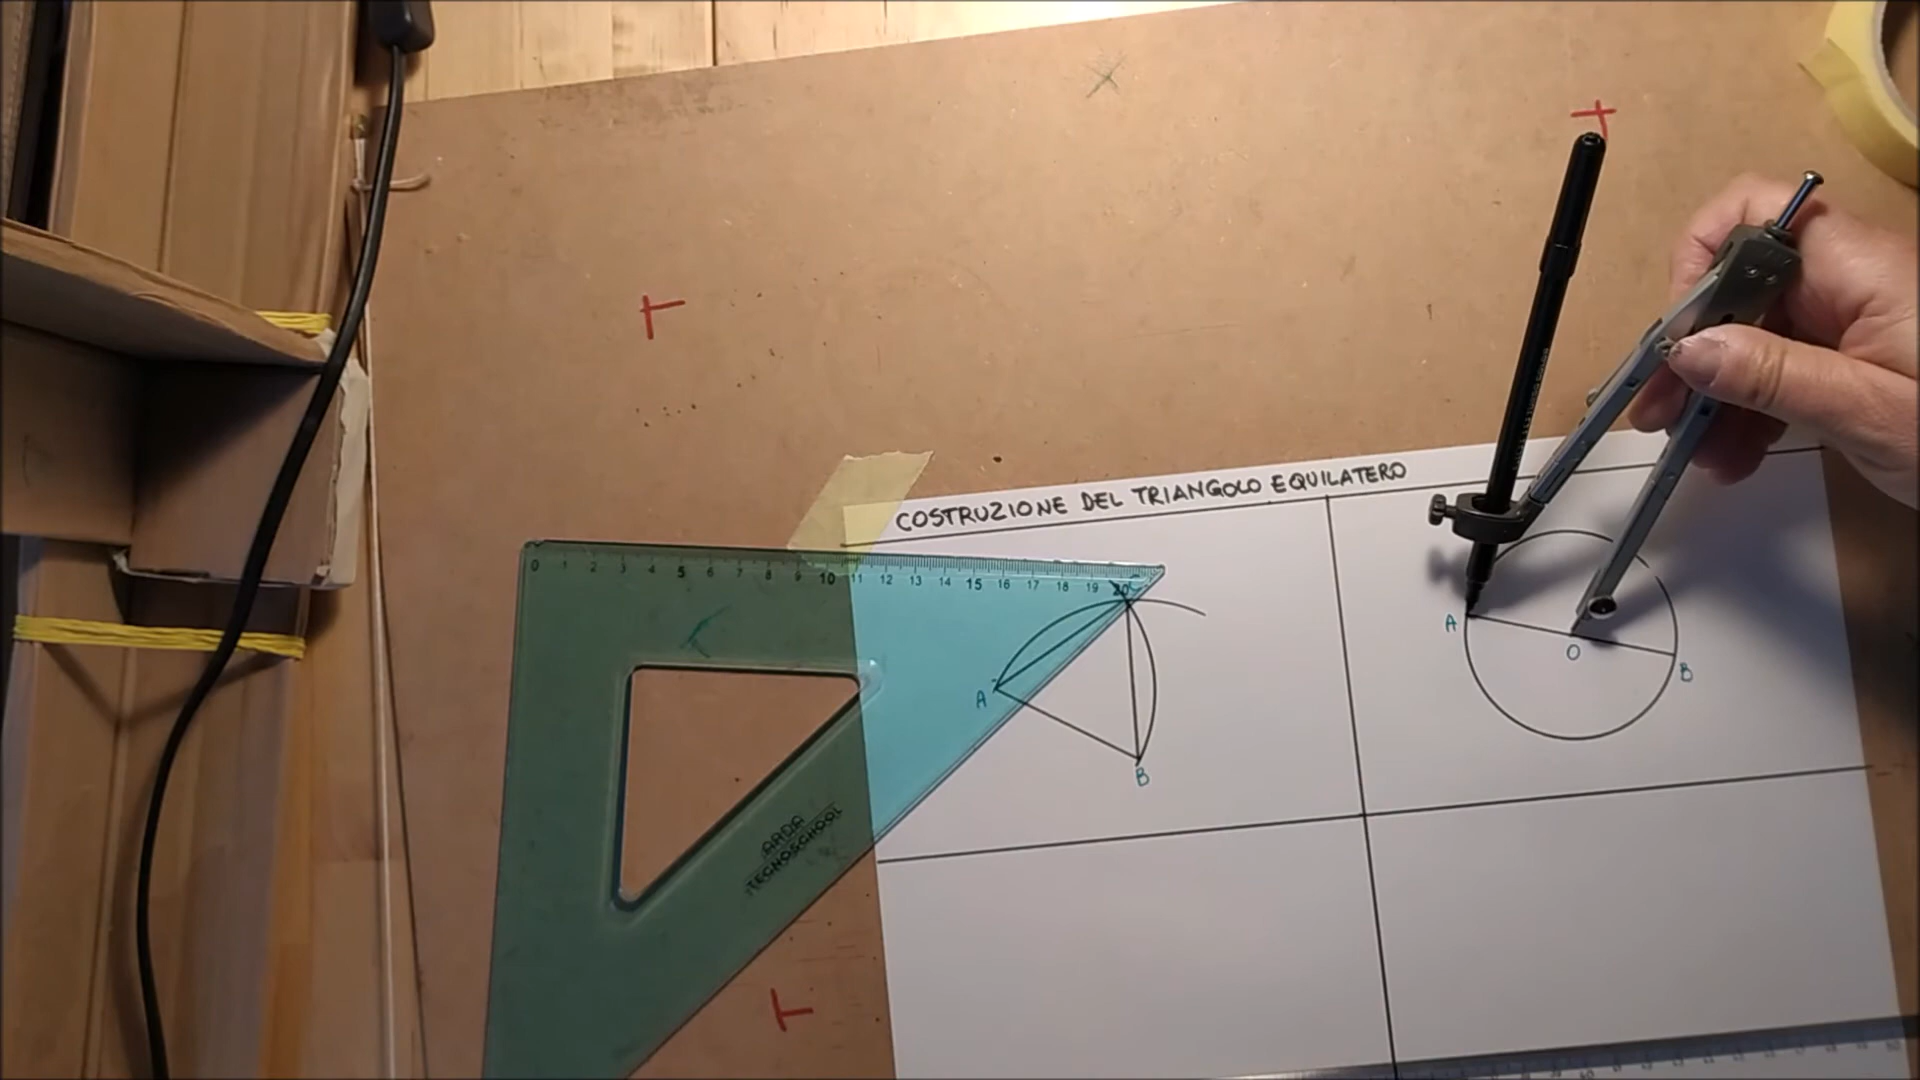 COSTRUZIONE DEL TRIANGOLO EQUILATERO
0 1 2 3 4 5 6 7 8 9 10 11 12 13 14 15 16 17 18 19 20
C
A
B
A
O
B
ARDA
TECNOSCHOOL